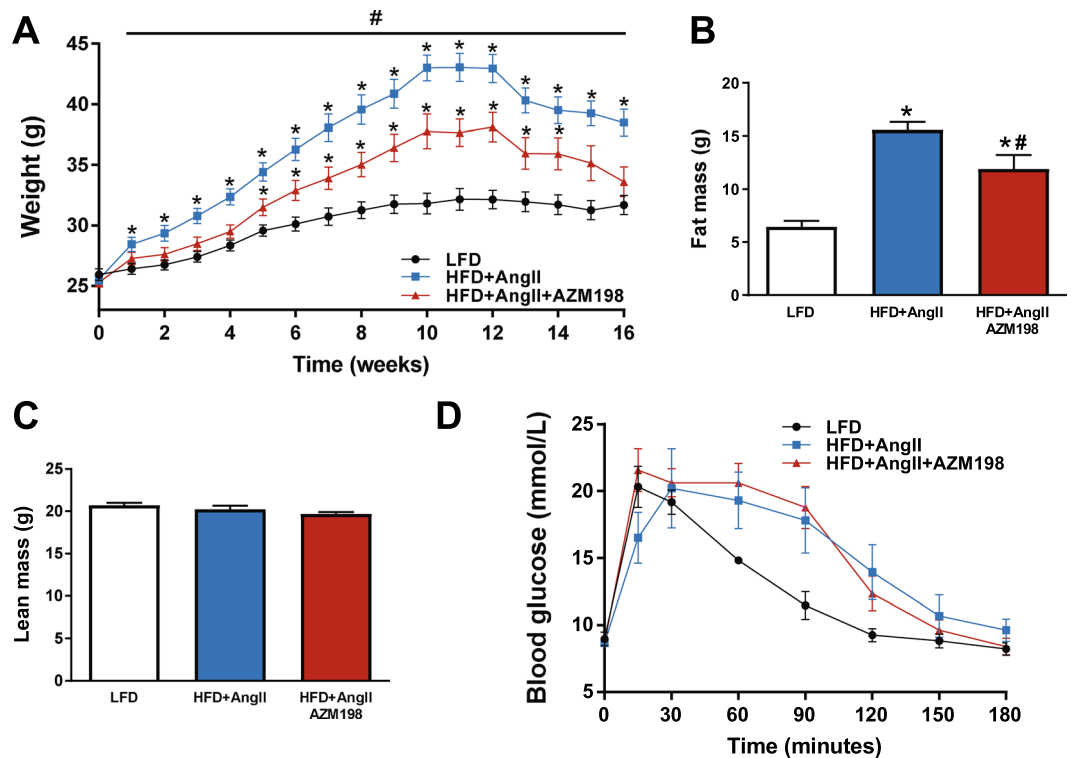 A
#
Weight (g)
45
40
35
30
25
* * * * * * * * * * * * * * * *
* * * * * * * * * *
LFD
HFD+AngII
HFD+AngII+AZM198
0 2 4 6 8 10 12 14 16
Time (weeks)
B
Fat mass (g)
20
15
10
5
0
*
*#
LFD HFD+AngII HFD+AngII
AZM198
C
Lean mass (g)
25
20
15
10
5
0
LFD HFD+AngII HFD+AngII
AZM198
D
Blood glucose (mmol/L)
25
20
15
10
5
LFD
HFD+AngII
HFD+AngII+AZM198
0 30 60 90 120 150 180
Time (minutes)